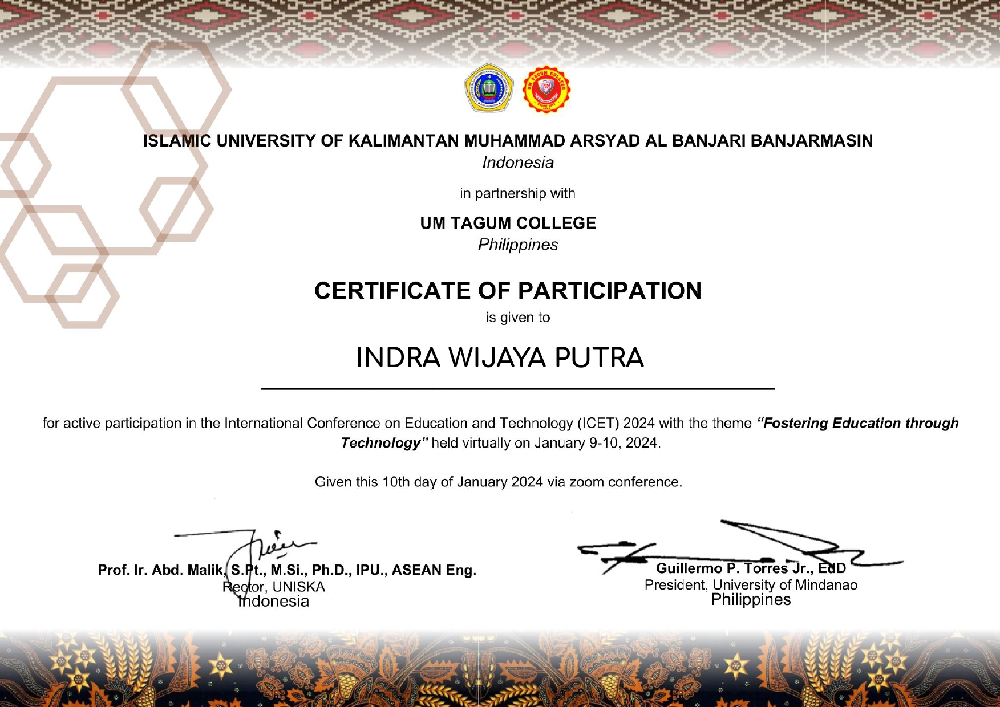 UM TAGUM COLLEGE
UM
TAGUM CITY
ISLAMIC UNIVERSITY OF KALIMANTAN MUHAMMAD ARSYAD AL BANJARI BANJARMASIN
Indonesia
in partnership with
UM TAGUM COLLEGE
Philippines
CERTIFICATE OF PARTICIPATION
is given to
INDRA WIJAYA PUTRA
for active participation in the International Conference on Education and Technology (ICET) 2024 with the theme “Fostering Education through
Technology” held virtually on January 9-10, 2024.
Given this 10th day of January 2024 via zoom conference.
Prof. Ir. Abd. Malik, S.Pt., M.Si., Ph.D., IPU., ASEAN Eng.
Rector, UNISKA
Indonesia
Guillermo P. Torres Jr., EdD
President, University of Mindanao
Philippines